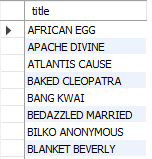 title
AFRICAN EGG
APACHE DIVINE
ATLANTIS CAUSE
BAKED CLEOPATRA
BANG KWAI
BEDAZZLED MARRIED
BILKO ANONYMOUS
BLANKET BEVERLY